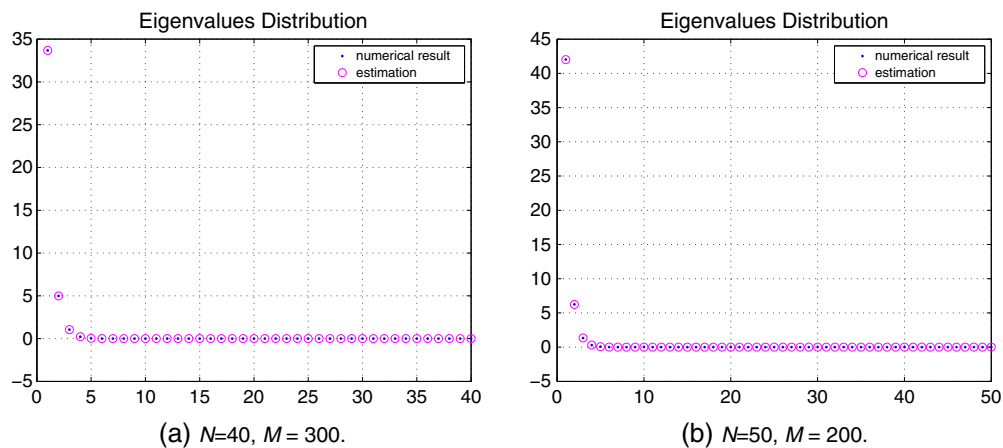 Eigenvalues Distribution
35
30
25
20
15
10
5
0
−5
0 5 10 15 20 25 30 35 40
numerical result
estimation
(a) N=40, M = 300.
Eigenvalues Distribution
45
40
35
30
25
20
15
10
5
0
−5
0 10 20 30 40 50
numerical result
estimation
(b) N=50, M = 200.